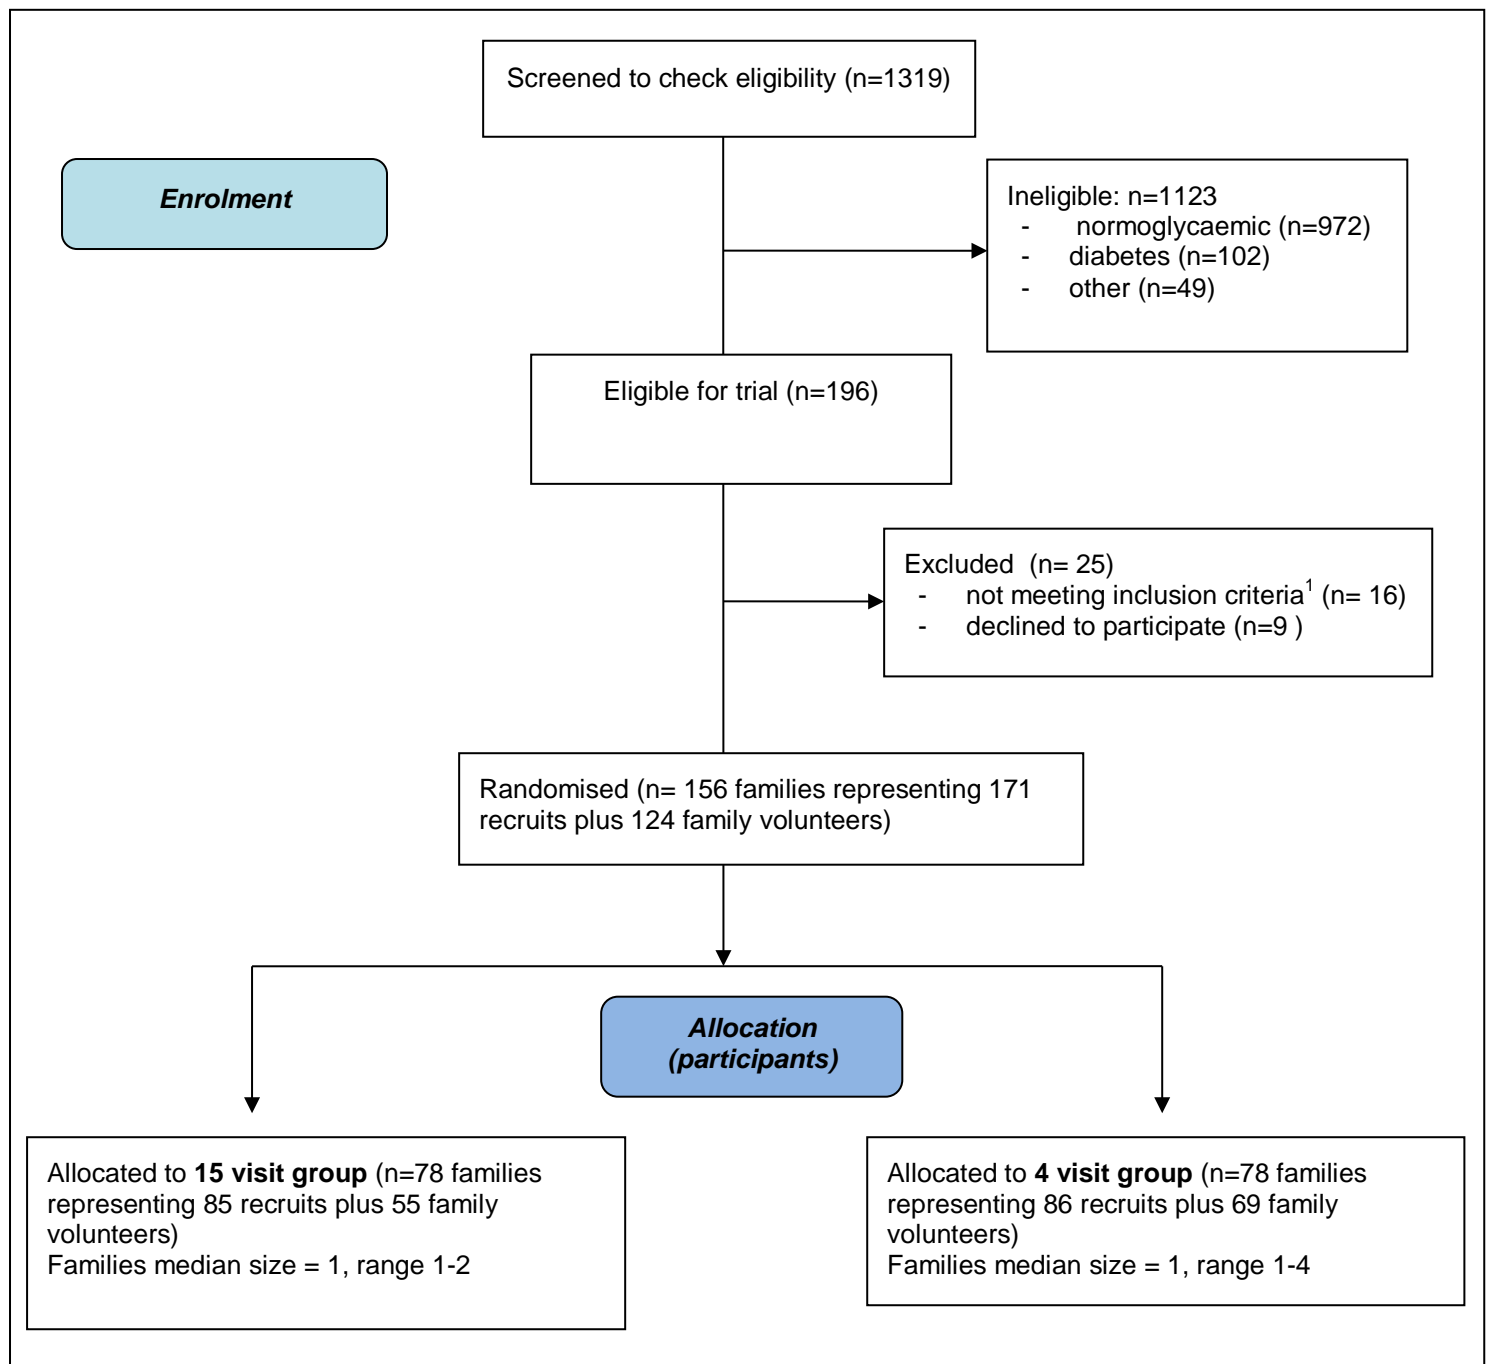 Screened to check eligibility (n=1319)
Enrolment
Ineligible: n=1123
- normoglycaemic (n=972)
- diabetes (n=102)
- other (n=49)
Eligible for trial (n=196)
Excluded (n= 25)
- not meeting inclusion criteria¹ (n= 16)
- declined to participate (n=9 )
Randomised (n= 156 families representing 171
recruits plus 124 family volunteers)
Allocation
(participants)
Allocated to 15 visit group (n=78 families
representing 85 recruits plus 55 family
volunteers)
Families median size = 1, range 1-2
Allocated to 4 visit group (n=78 families
representing 86 recruits plus 69 family
volunteers)
Families median size = 1, range 1-4